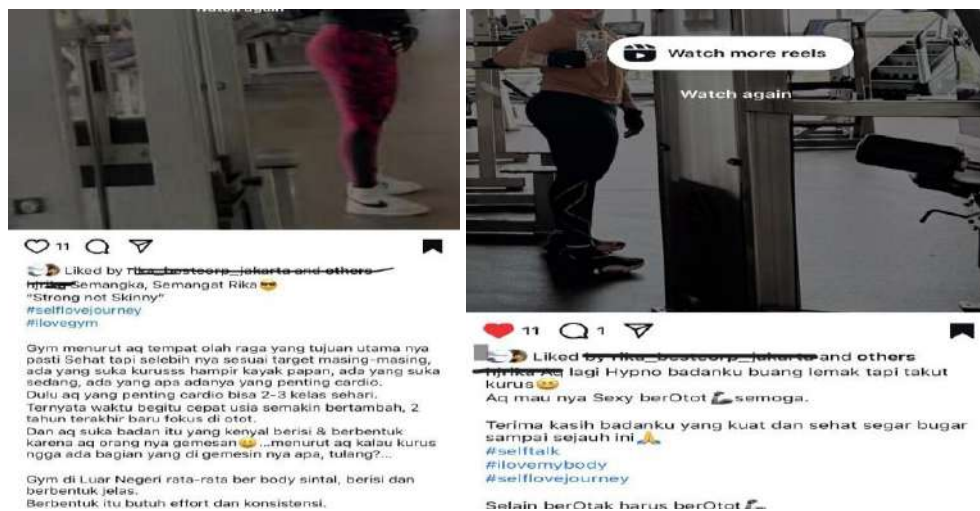 Watch again
11
Liked by rika_bestcorp_jakarta and others
hjrika Semangka, Semangat Rika😎
"Strong not Skinny"
#selflovejourney
#ilovegym
Gym menurut aq tempat olah raga yang tujuan utama nya
pasti Sehat tapi selebih nya sesuai target masing-masing,
ada yang suka kurusss hampir kayak papan, ada yang suka
sedang, ada yang apa adanya yang penting cardio.
Dulu aq yang penting cardio bisa 2-3 kelas sehari.
Ternyata waktu begitu cepat usia semakin bertambah, 2
tahun terakhir baru fokus di otot.
Dan aq suka badan itu yang kenyal berisi & berbentuk
karena aq orang nya gemesan😄...menurut aq kalau kurus
ngga ada bagian yang di gemesin nya apa, tulang?...
Gym di Luar Negeri rata-rata ber body sintal, berisi dan
berbentuk jelas.
Berbentuk itu butuh effort dan konsistensi.
Watch more reels
Watch again
11 1
Liked by rika_bestcorp_jakarta and others
hjrika Aq lagi Hypno badanku buang lemak tapi takut
kurus😄
Aq mau nya Sexy berOtot🦾semoga.
Terima kasih badanku yang kuat dan sehat segar bugar
sampai sejauh ini🙏
#selftalk
#ilovemybody
#selflovejourney
Selain berOtak harus berOtot🦾